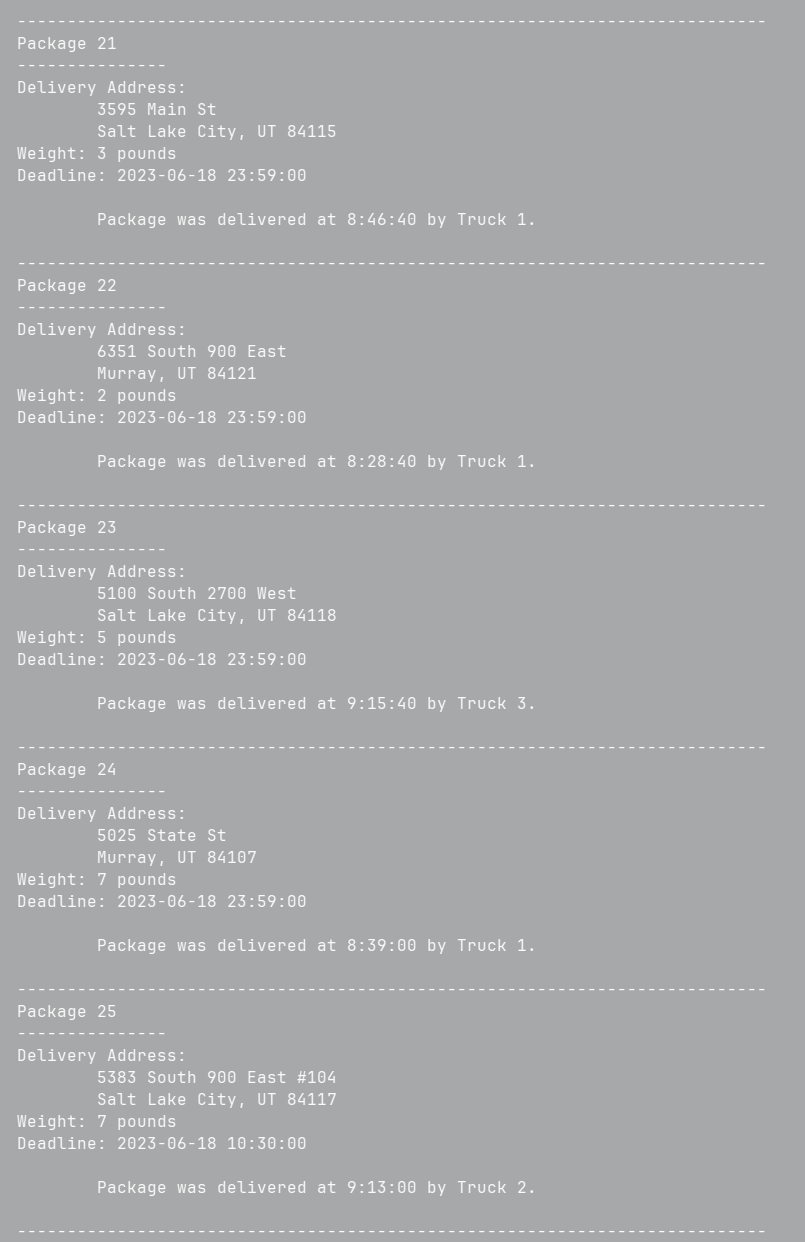 ---------------------------------------------------------------------------
Package 21
---------------
Delivery Address:
        3595 Main St
        Salt Lake City, UT 84115
Weight: 3 pounds
Deadline: 2023-06-18 23:59:00

        Package was delivered at 8:46:40 by Truck 1.

---------------------------------------------------------------------------
Package 22
---------------
Delivery Address:
        6351 South 900 East
        Murray, UT 84121
Weight: 2 pounds
Deadline: 2023-06-18 23:59:00

        Package was delivered at 8:28:40 by Truck 1.

---------------------------------------------------------------------------
Package 23
---------------
Delivery Address:
        5100 South 2700 West
        Salt Lake City, UT 84118
Weight: 5 pounds
Deadline: 2023-06-18 23:59:00

        Package was delivered at 9:15:40 by Truck 3.

---------------------------------------------------------------------------
Package 24
---------------
Delivery Address:
        5025 State St
        Murray, UT 84107
Weight: 7 pounds
Deadline: 2023-06-18 23:59:00

        Package was delivered at 8:39:00 by Truck 1.

---------------------------------------------------------------------------
Package 25
---------------
Delivery Address:
        5383 South 900 East #104
        Salt Lake City, UT 84117
Weight: 7 pounds
Deadline: 2023-06-18 10:30:00

        Package was delivered at 9:13:00 by Truck 2.

---------------------------------------------------------------------------